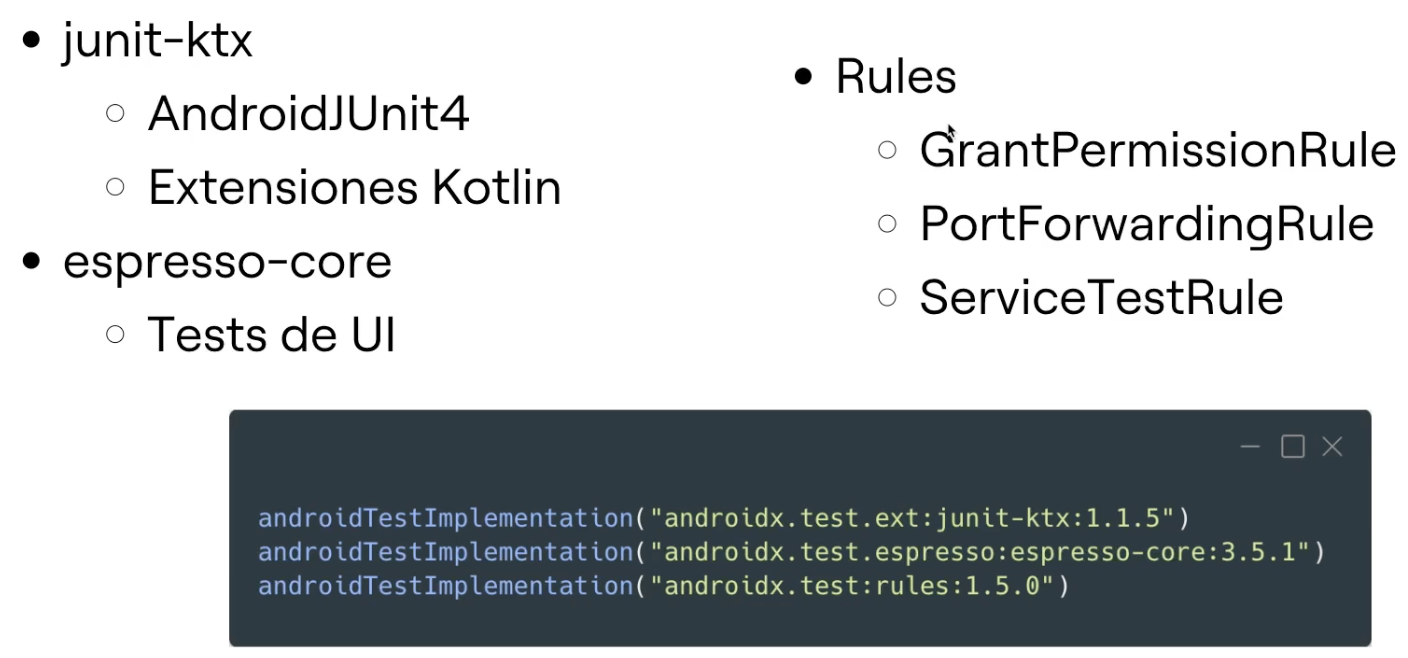 junit-ktx
AndroidJUnit4
Extensiones Kotlin
espresso-core
Tests de UI
Rules
GrantPermissionRule
PortForwardingRule
ServiceTestRule
androidTestImplementation("androidx.test.ext:junit-ktx:1.1.5")
androidTestImplementation("androidx.test.espresso:espresso-core:3.5.1")
androidTestImplementation("androidx.test:rules:1.5.0")